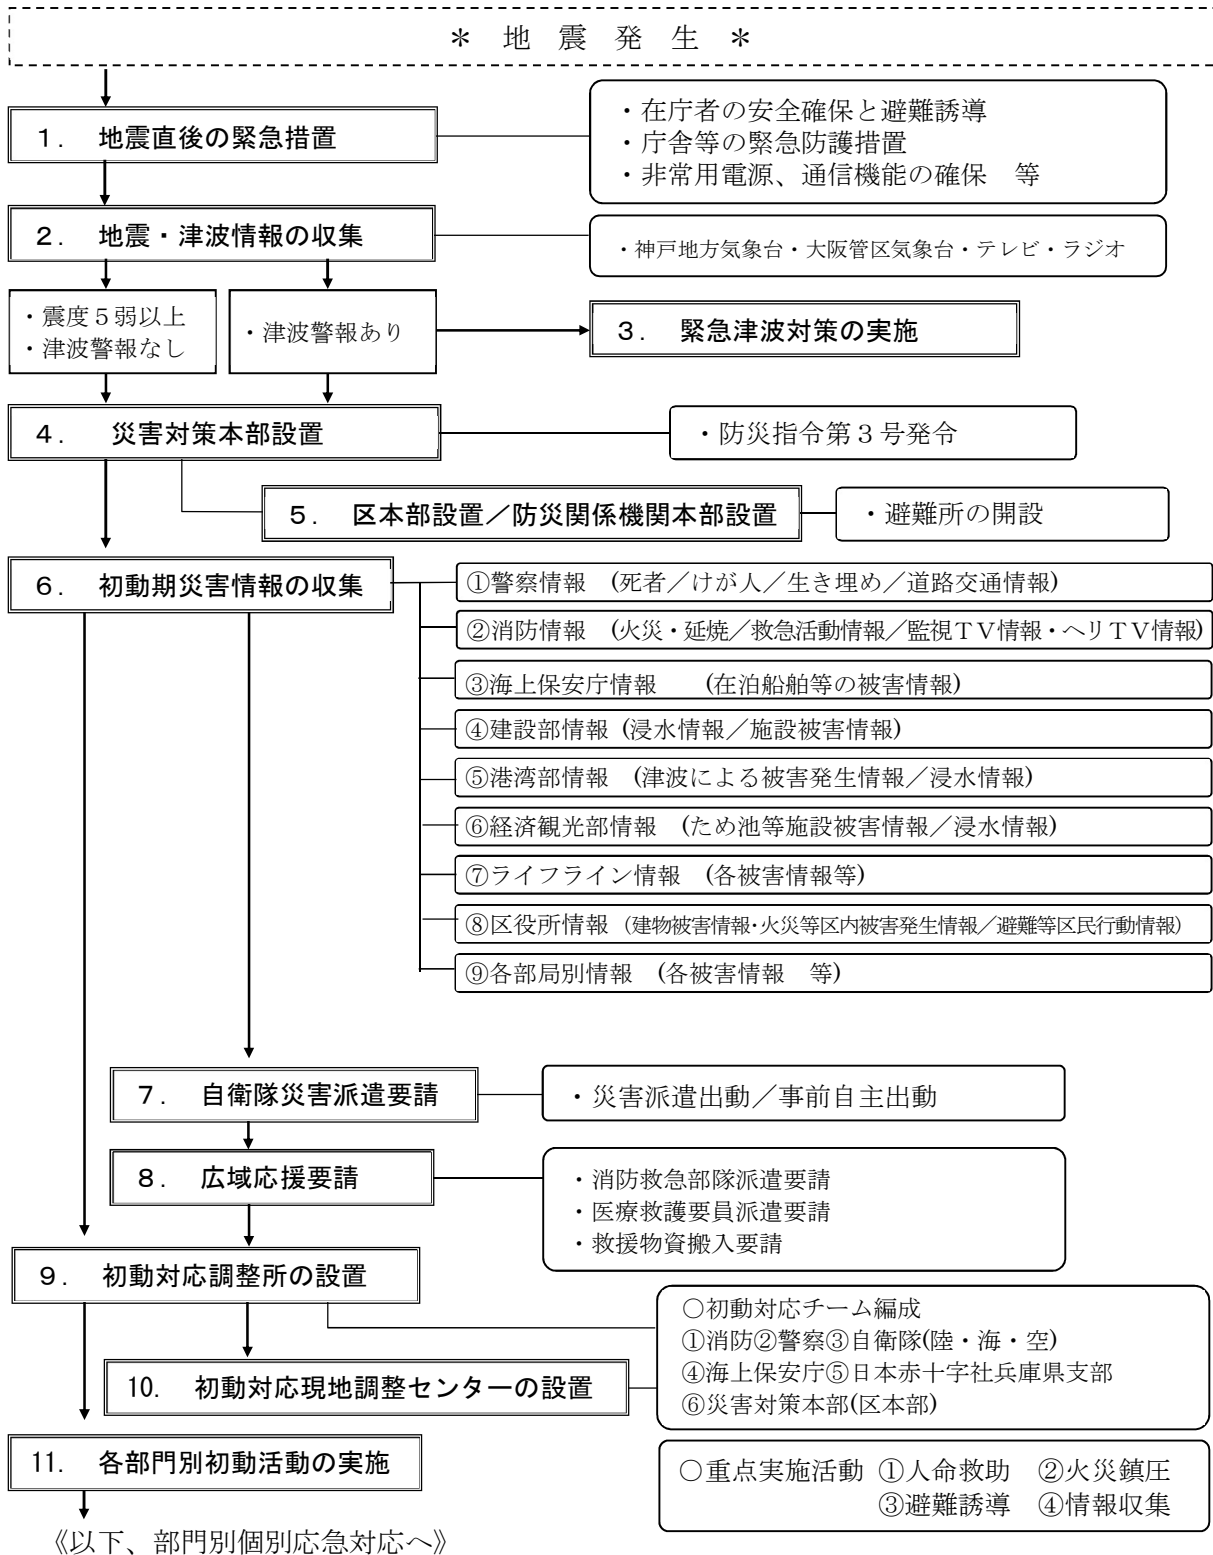 ＊ 地 震 発 生 ＊
１. 地震直後の緊急措置
・在庁者の安全確保と避難誘導
・庁舎等の緊急防護措置
・非常用電源、通信機能の確保　等
２. 地震・津波情報の収集
・神戸地方気象台・大阪管区気象台・テレビ・ラジオ
・震度５弱以上
・津波警報なし
・津波警報あり
３. 緊急津波対策の実施
４. 災害対策本部設置
・防災指令第３号発令
５. 区本部設置／防災関係機関本部設置
・避難所の開設
６. 初動期災害情報の収集
①警察情報　(死者／けが人／生き埋め／道路交通情報)
②消防情報　(火災・延焼／救急活動情報／監視ＴＶ情報・ヘリＴＶ情報)
③海上保安庁情報　　(在泊船舶等の被害情報)
④建設部情報 (浸水情報／施設被害情報)
⑤港湾部情報　(津波による被害発生情報／浸水情報)
⑥経済観光部情報　(ため池等施設被害情報／浸水情報)
⑦ライフライン情報　(各被害情報等)
⑧区役所情報　(建物被害情報・火災等区内被害発生情報／避難等区民行動情報)
⑨各部局別情報　(各被害情報　等)
７. 自衛隊災害派遣要請
・災害派遣出動／事前自主出動
８. 広域応援要請
・消防救急部隊派遣要請
・医療救護要員派遣要請
・救援物資搬入要請
９. 初動対応調整所の設置
○初動対応チーム編成
①消防②警察③自衛隊(陸・海・空)
④海上保安庁⑤日本赤十字社兵庫県支部
⑥災害対策本部(区本部)
10. 初動対応現地調整センターの設置
11. 各部門別初動活動の実施
○重点実施活動 ①人命救助　②火災鎮圧
③避難誘導　④情報収集
《以下、部門別個別応急対応へ》